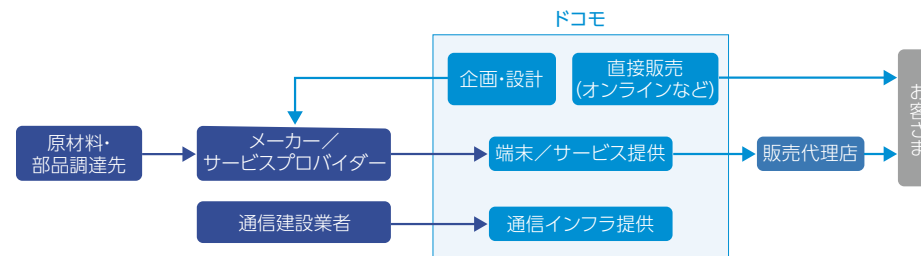 ドコモ
企画・設計
直接販売
(オンラインなど)
原材料・
部品調達先
メーカー／
サービスプロバイダー
端末／サービス提供
販売代理店
お客さま
通信建設業者
通信インフラ提供